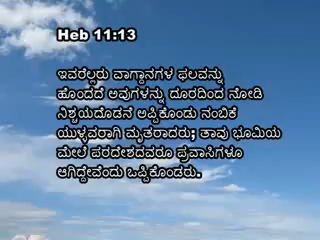 Heb 11:13
ಇವರೆಲ್ಲರು ವಾಗ್ದಾನಗಳ ಫಲವನ್ನು
ಹೊಂದದೆ ಅವುಗಳನ್ನು ದೂರದಿಂದ ನೋಡಿ
ನಿಶ್ಚಯದೊಡನೆ ಅಪ್ಪಿಕೊಂಡು ನಂಬಿಕೆ
ಯುಳ್ಳವರಾಗಿ ಮೃತರಾದರು; ತಾವು ಭೂಮಿಯ
ಮೇಲೆ ಪರದೇಶದವರೂ ಪ್ರವಾಸಿಗಳೂ
ಆಗಿದ್ದೇವೆಂದು ಒಪ್ಪಿಕೊಂಡರು.